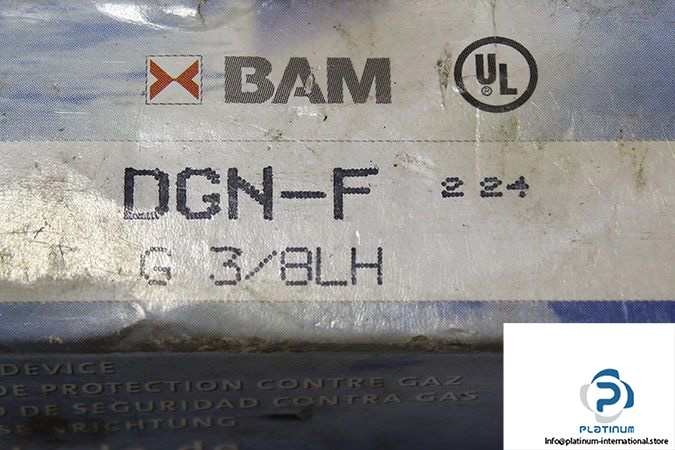 BAM
UL
®
DGN-F 224
G 3/8LH
DEVICE
DE PROTECTION CONTRE GAZ
DE SEGURIDAD CONTRA GAS
PLATINUM
Info@platinum-international.store